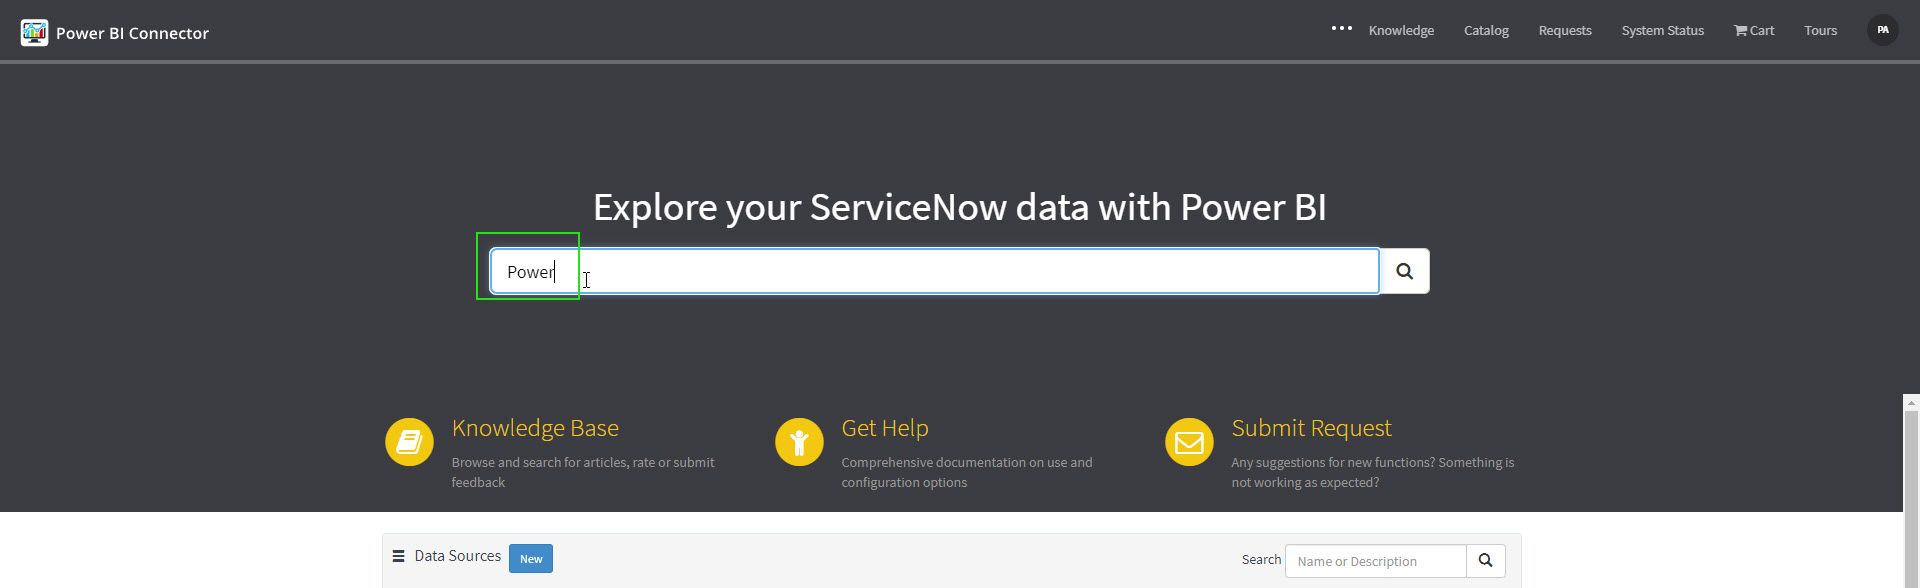 Power BI Connector
••• Knowledge Catalog Requests System Status Cart Tours PA
Explore your ServiceNow data with Power BI
Power
Knowledge Base
Browse and search for articles, rate or submit
feedback
Get Help
Comprehensive documentation on use and
configuration options
Submit Request
Any suggestions for new functions? Something is
not working as expected?
Data Sources New
Search Name or Description